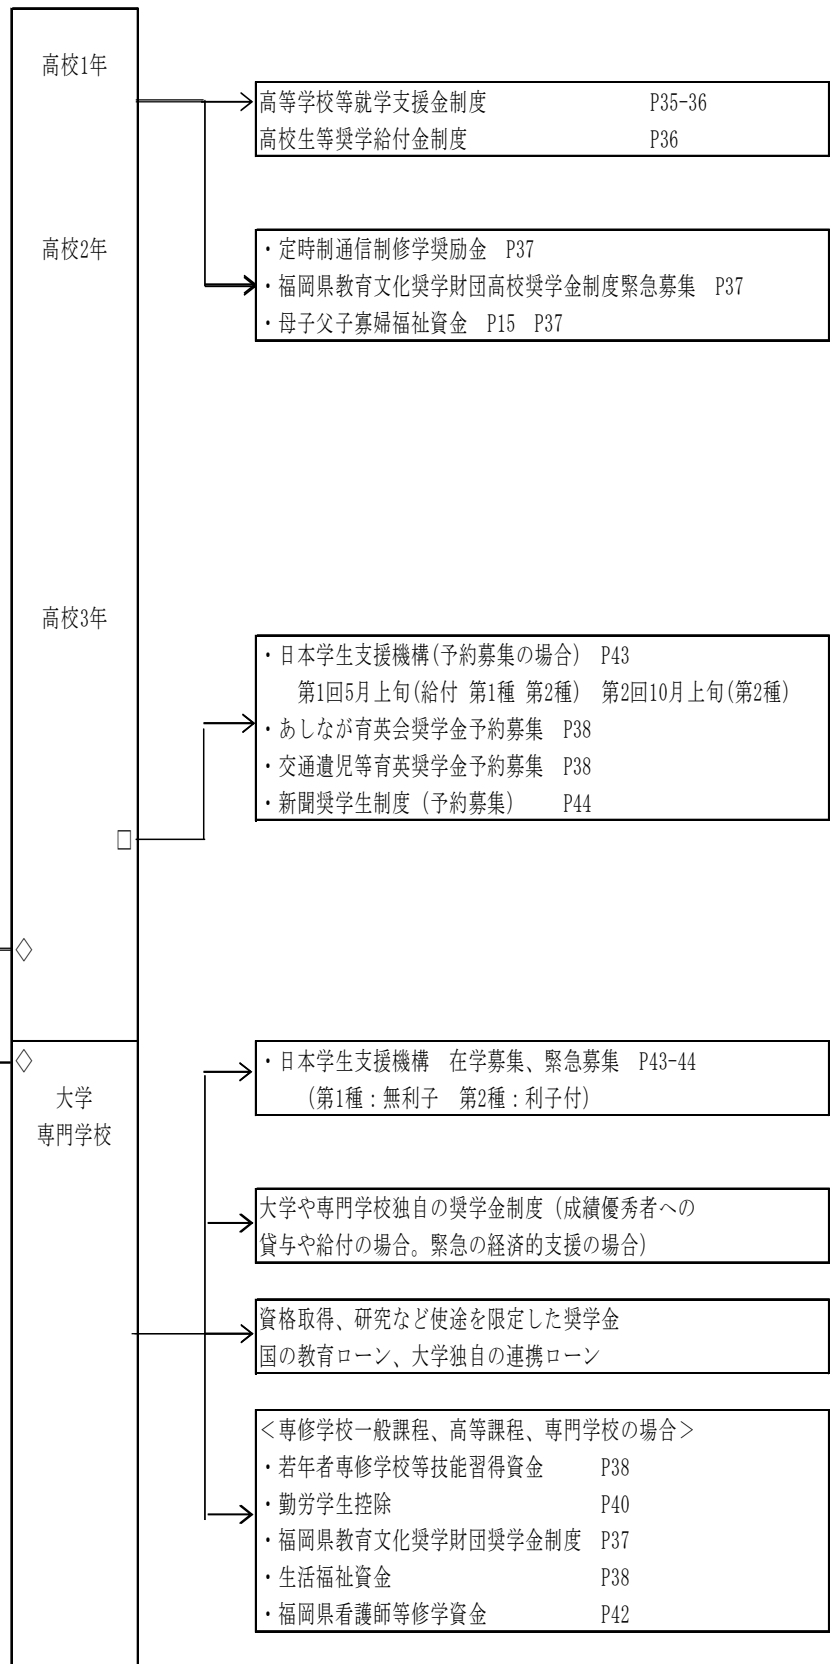 高校1年
高等学校等就学支援金制度 P35-36
高校生等奨学給付金制度 P36
高校2年
・定時制通信制修学奨励金 P37
・福岡県教育文化奨学財団高校奨学金制度緊急募集 P37
・母子父子寡婦福祉資金 P15 P37
高校3年
・日本学生支援機構(予約募集の場合) P43
第1回5月上旬(給付 第1種 第2種) 第2回10月上旬(第2種)
・あしなが育英会奨学金予約募集 P38
・交通遺児等育英奨学金予約募集 P38
・新聞奨学生制度（予約募集） P44
・日本学生支援機構 在学募集、緊急募集 P43-44
(第1種：無利子 第2種：利子付)
大学
専門学校
大学や専門学校独自の奨学金制度（成績優秀者への
貸与や給付の場合。緊急の経済的支援の場合）
資格取得、研究など使途を限定した奨学金
国の教育ローン、大学独自の連携ローン
＜専修学校一般課程、高等課程、専門学校の場合＞
・若年者専修学校等技能習得資金 P38
・勤労学生控除 P40
・福岡県教育文化奨学財団奨学金制度 P37
・生活福祉資金 P38
・福岡県看護師等修学資金 P42